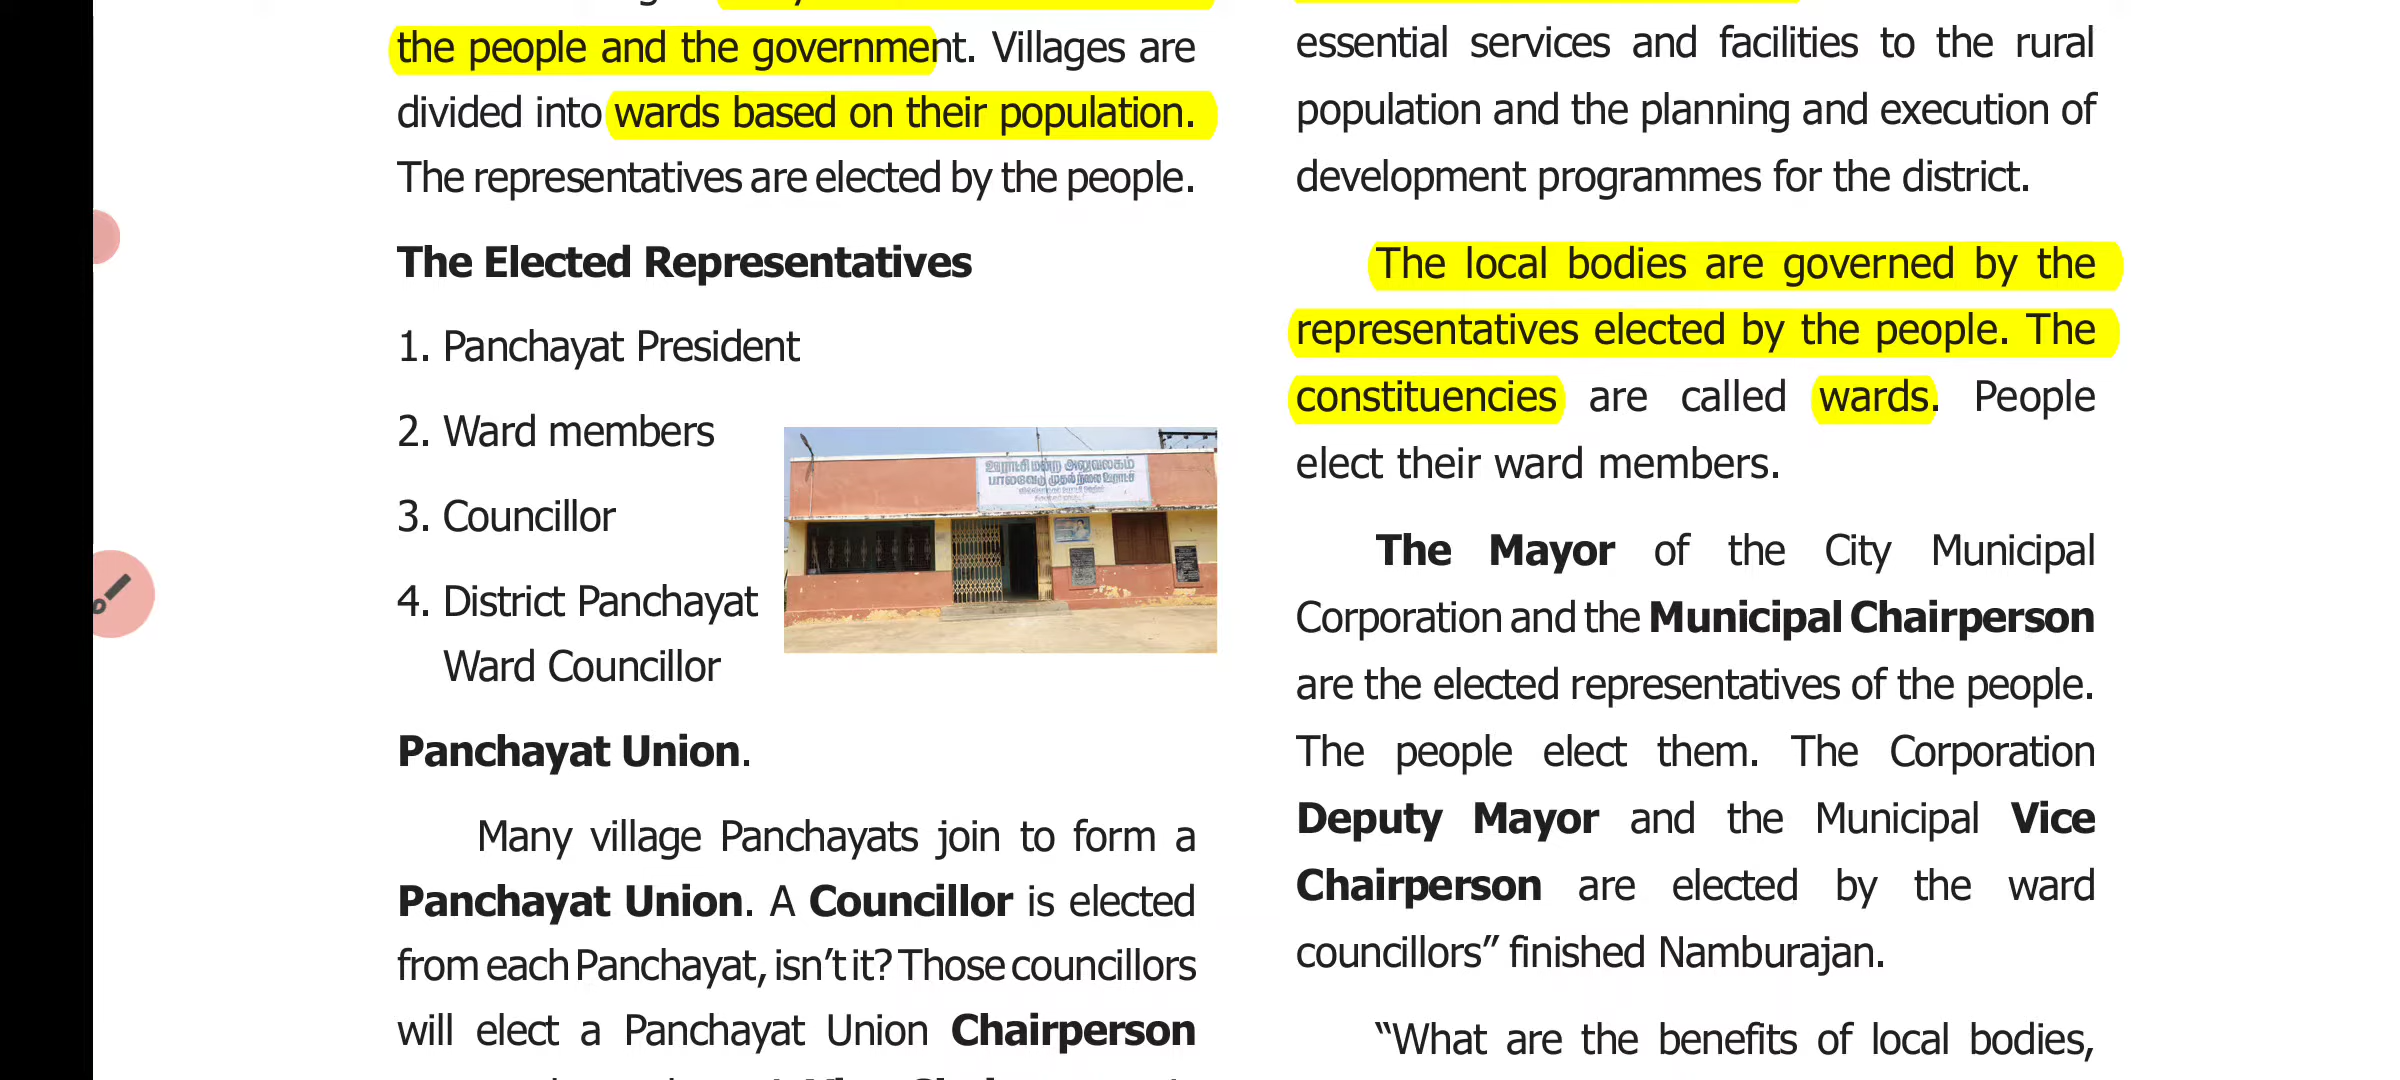 the people and the government. Villages are
divided into wards based on their population.
The representatives are elected by the people.
The Elected Representatives
1. Panchayat President
2. Ward members
3. Councillor
4. District Panchayat
Ward Councillor
ஊராட்சி மன்ற அலுவலகம்
பாலவேடு முதல் நிலை ஊராட்சி
Panchayat Union.
Many village Panchayats join to form a
Panchayat Union. A Councillor is elected
from each Panchayat, isn’t it? Those councillors
will elect a Panchayat Union Chairperson
essential services and facilities to the rural
population and the planning and execution of
development programmes for the district.
The local bodies are governed by the
representatives elected by the people. The
constituencies are called wards. People
elect their ward members.
The Mayor of the City Municipal
Corporation and the Municipal Chairperson
are the elected representatives of the people.
The people elect them. The Corporation
Deputy Mayor and the Municipal Vice
Chairperson are elected by the ward
councillors” finished Namburajan.
“What are the benefits of local bodies,